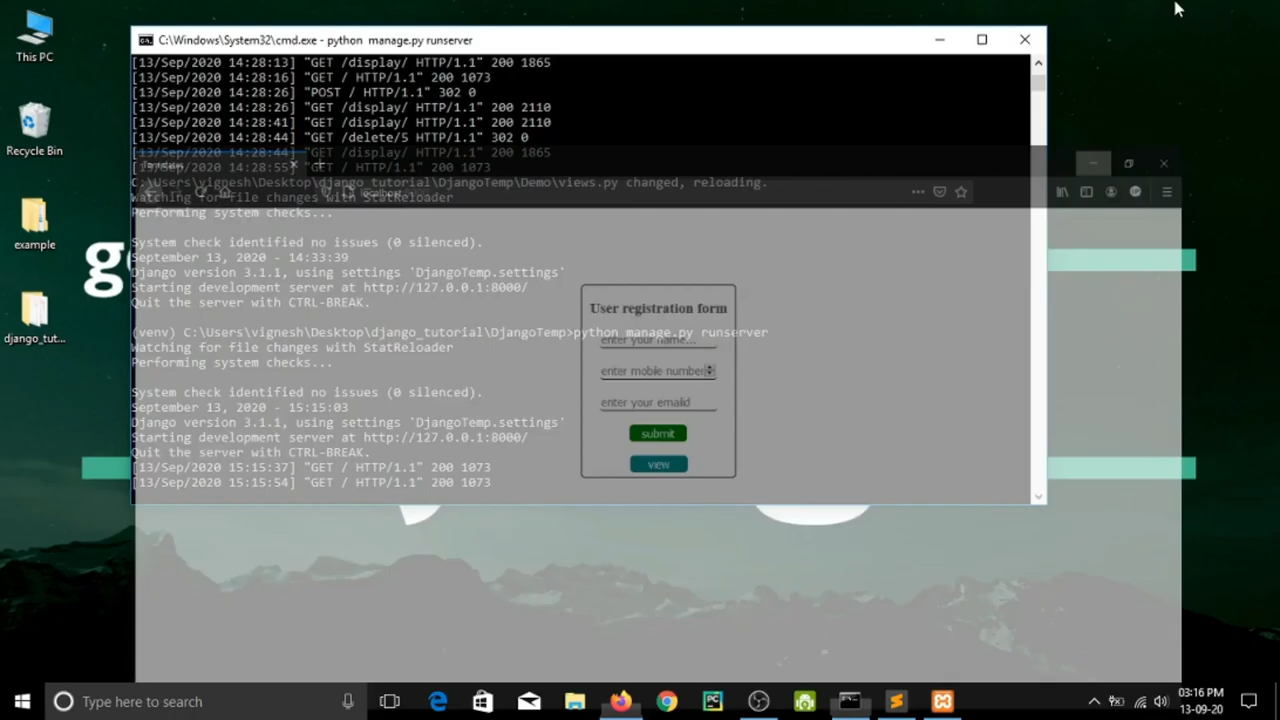 This PC
Recycle Bin
example
django_tut...
g
C:\Windows\System32\cmd.exe - python manage.py runserver
[13/Sep/2020 14:28:13] "GET /display/ HTTP/1.1" 200 1865
[13/Sep/2020 14:28:16] "GET / HTTP/1.1" 200 1073
[13/Sep/2020 14:28:26] "POST / HTTP/1.1" 302 0
[13/Sep/2020 14:28:26] "GET /display/ HTTP/1.1" 200 2110
[13/Sep/2020 14:28:41] "GET /display/ HTTP/1.1" 200 2110
[13/Sep/2020 14:28:44] "GET /delete/5 HTTP/1.1" 302 0
[13/Sep/2020 14:28:44] "GET /display/ HTTP/1.1" 200 1865
[13/Sep/2020 14:28:55] "GET / HTTP/1.1" 200 1073
C:\Users\vignesh\Desktop\django_tutorial\DjangoTemp\Demo\views.py changed, reloading.
Watching for file changes with StatReloader
Performing system checks...
System check identified no issues (0 silenced).
September 13, 2020 - 14:33:39
Django version 3.1.1, using settings 'DjangoTemp.settings'
Starting development server at http://127.0.0.1:8000/
Quit the server with CTRL-BREAK.
(venv) C:\Users\vignesh\Desktop\django_tutorial\DjangoTemp>python manage.py runserver
Watching for file changes with StatReloader
Performing system checks...
System check identified no issues (0 silenced).
September 13, 2020 - 15:15:03
Django version 3.1.1, using settings 'DjangoTemp.settings'
Starting development server at http://127.0.0.1:8000/
Quit the server with CTRL-BREAK.
[13/Sep/2020 15:15:37] "GET / HTTP/1.1" 200 1073
[13/Sep/2020 15:15:54] "GET / HTTP/1.1" 200 1073
User registration form
enter your name...
enter mobile number
enter your emailid
submit
view
Type here to search
03:16 PM
13-09-20